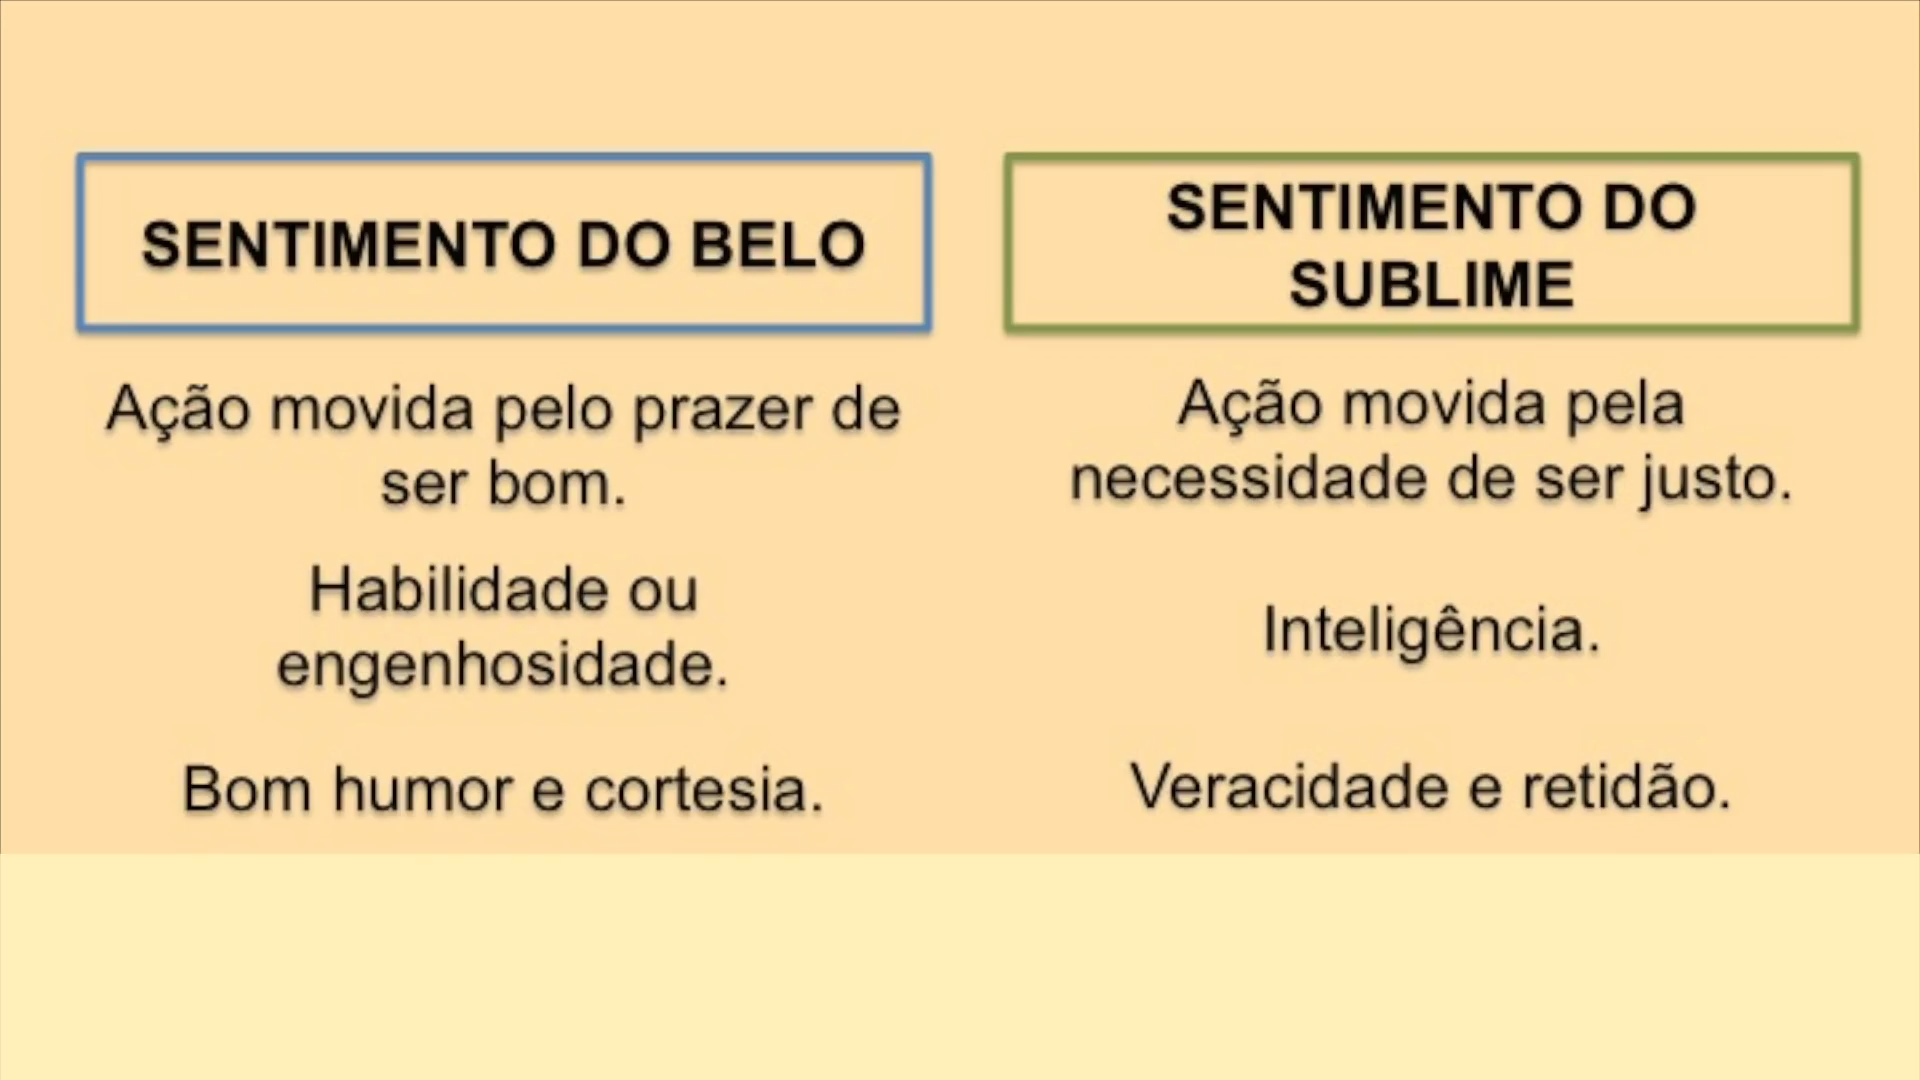 SENTIMENTO DO BELO
Ação movida pelo prazer de
ser bom.
Habilidade ou
engenhosidade.
Bom humor e cortesia.
SENTIMENTO DO
SUBLIME
Ação movida pela
necessidade de ser justo.
Inteligência.
Veracidade e retidão.